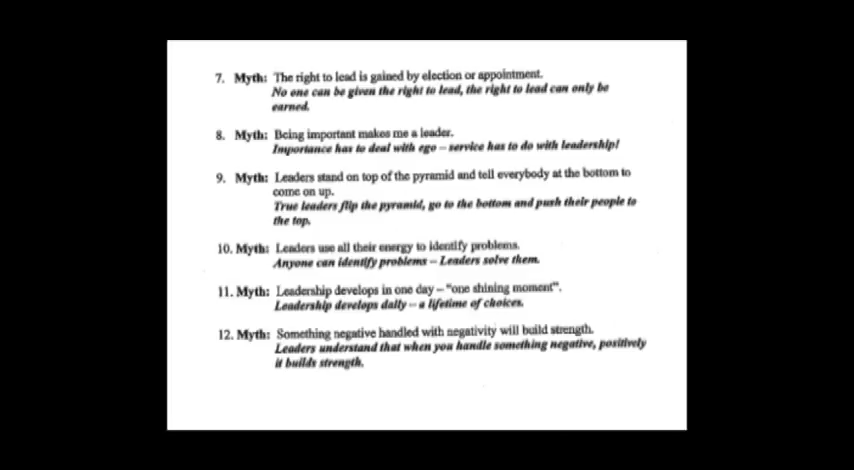 7. Myth: The right to lead is gained by election or appointment.
No one can be given the right to lead, the right to lead can only be
earned.
8. Myth: Being important makes me a leader.
Importance has to deal with ego – service has to do with leadership!
9. Myth: Leaders stand on top of the pyramid and tell everybody at the bottom to
come on up.
True leaders flip the pyramid, go to the bottom and push their people to
the top.
10. Myth: Leaders use all their energy to identify problems.
Anyone can identify problems – Leaders solve them.
11. Myth: Leadership develops in one day – "one shining moment".
Leadership develops daily – a lifetime of choices.
12. Myth: Something negative handled with negativity will build strength.
Leaders understand that when you handle something negative, positively
it builds strength.